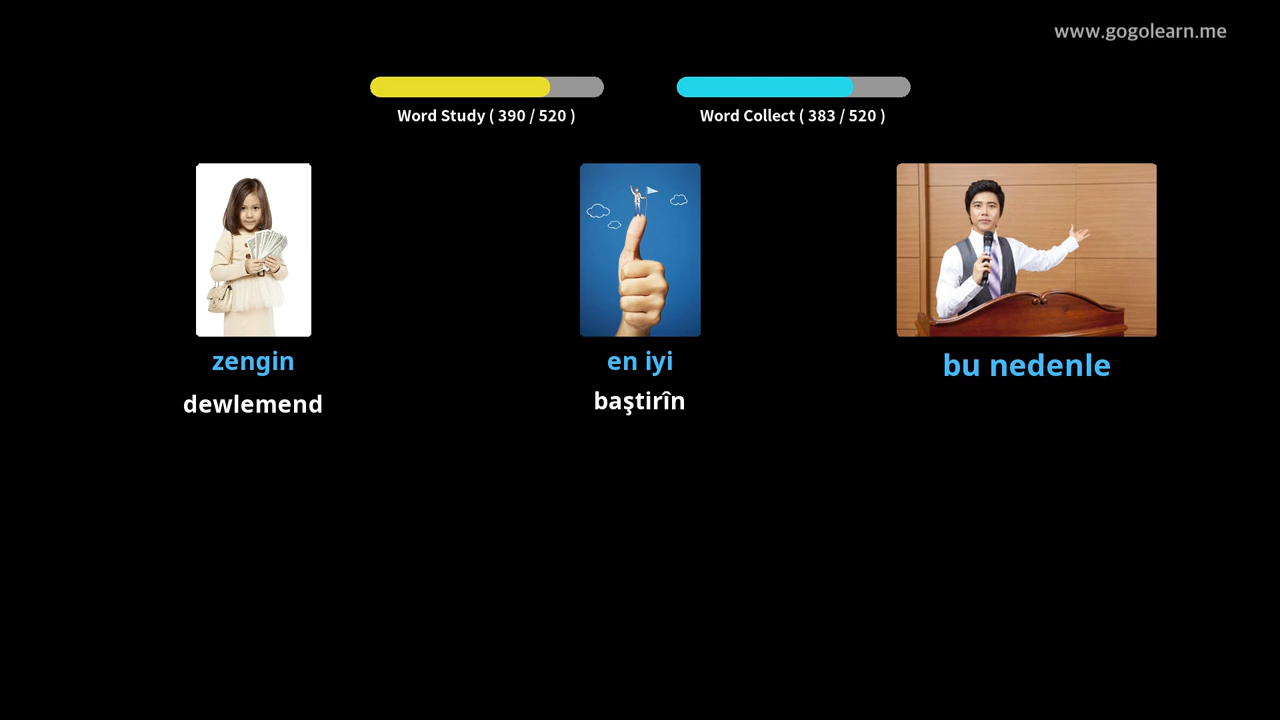 www.gogolearn.me
Word Study ( 390 / 520 )
Word Collect ( 383 / 520 )
zengin
dewlemend
en iyi
baştirîn
bu nedenle